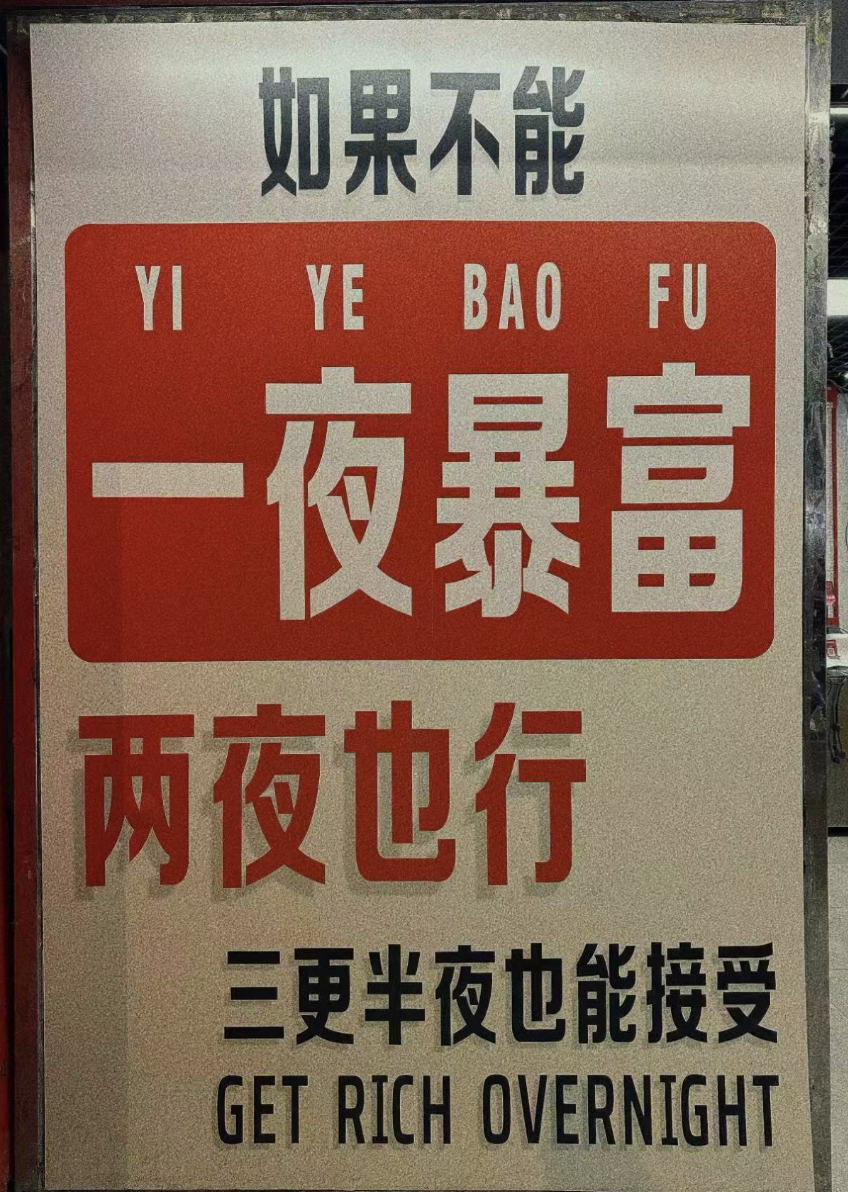 如果不能
YI YE BAO FU
一夜暴富
两夜也行
三更半夜也能接受
GET RICH OVERNIGHT